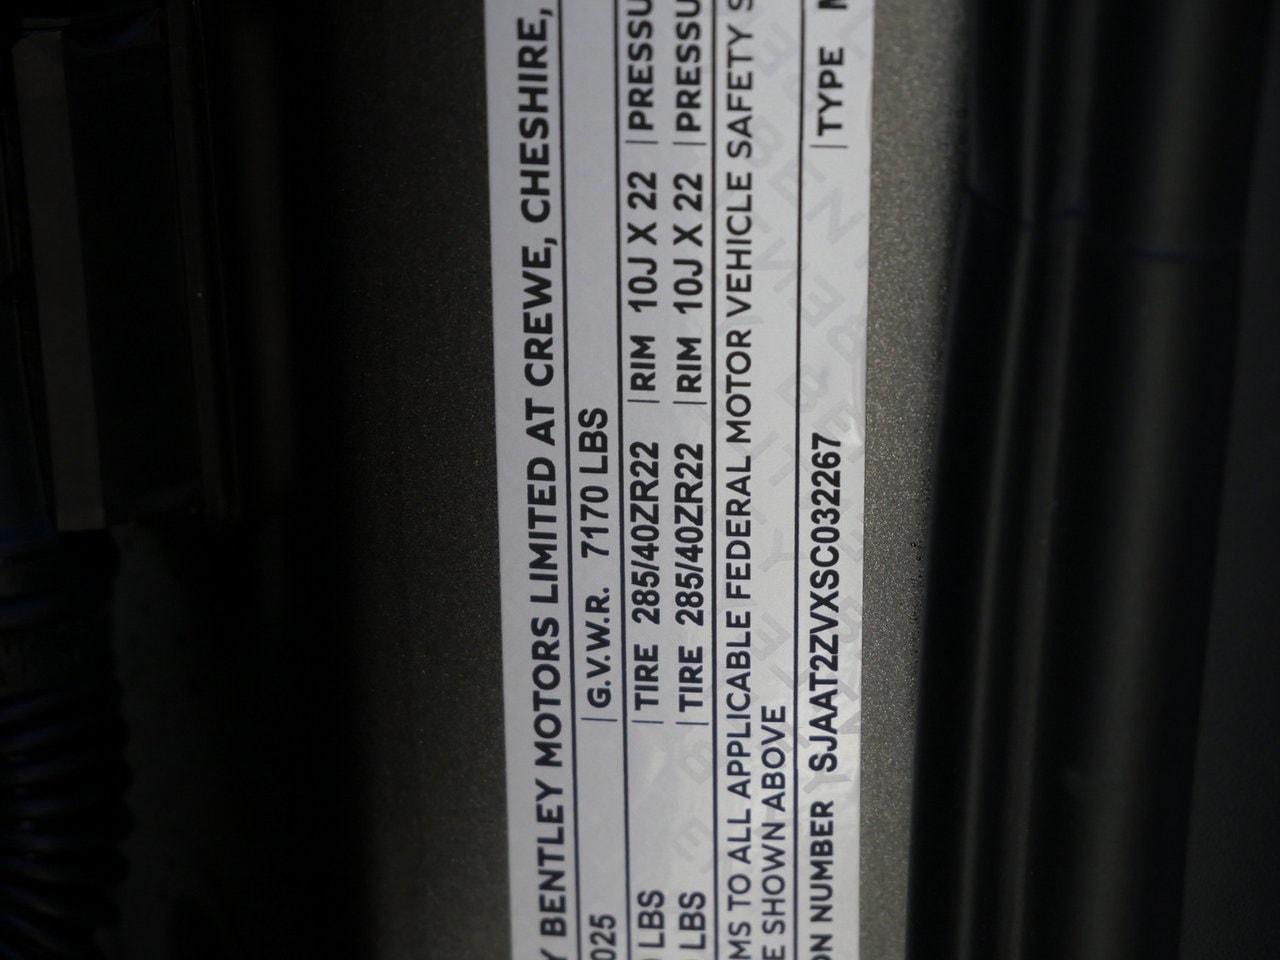 Y BENTLEY MOTORS LIMITED AT CREWE, CHESHIRE,
025 | G.V.W.R. 7170 LBS
LBS | TIRE 285/40ZR22 | RIM 10J X 22 | PRESSU
LBS | TIRE 285/40ZR22 | RIM 10J X 22 | PRESSU
MS TO ALL APPLICABLE FEDERAL MOTOR VEHICLE SAFETY S
E SHOWN ABOVE
ON NUMBER SJAAT2ZVXSC032267 | TYPE M